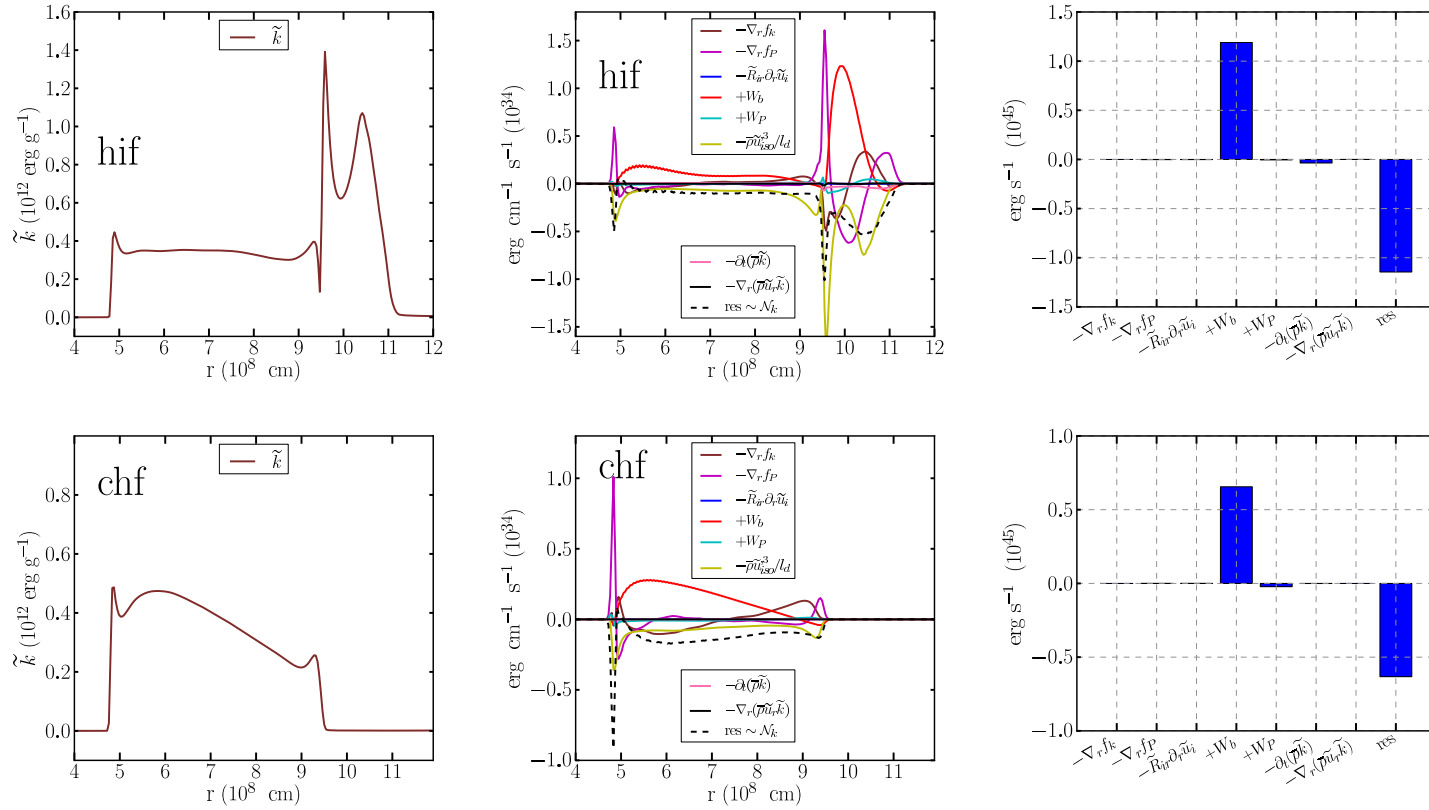 1.6
1.4
1.2
1.0
0.8
0.6
0.4
0.2
0.0
k̃ (10¹² erg g⁻¹)
k̃
hif
4 5 6 7 8 9 10 11 12
r (10⁸ cm)
1.5
1.0
0.5
0.0
−0.5
−1.0
−1.5
erg cm⁻¹ s⁻¹ (10³⁴)
hif
−∇ᵣfₖ
−∇ᵣf_P
−R̃ᵢᵣ∂ᵣũᵢ
+W_b
+W_P
−ρ̅ũ³_iso/l_d
−∂ₜ(ρ̅k̃)
−∇ᵣ(ρ̅ũᵣk̃)
res ∼ 𝒩ₖ
4 5 6 7 8 9 10 11 12
r (10⁸ cm)
1.5
1.0
0.5
0.0
−0.5
−1.0
−1.5
erg s⁻¹ (10⁴⁵)
−∇ᵣfₖ
−∇ᵣf_P
−R̃ᵢᵣ∂ᵣũᵢ
+W_b
+W_P
−∂ₜ(ρ̅k̃)
−∇ᵣ(ρ̅ũᵣk̃)
res
0.8
0.6
0.4
0.2
0.0
k̃ (10¹² erg g⁻¹)
k̃
chf
4 5 6 7 8 9 10 11
r (10⁸ cm)
1.0
0.5
0.0
−0.5
−1.0
erg cm⁻¹ s⁻¹ (10³⁴)
chf
−∇ᵣfₖ
−∇ᵣf_P
−R̃ᵢᵣ∂ᵣũᵢ
+W_b
+W_P
−ρ̅ũ³_iso/l_d
−∂ₜ(ρ̅k̃)
−∇ᵣ(ρ̅ũᵣk̃)
res ∼ 𝒩ₖ
4 5 6 7 8 9 10 11
r (10⁸ cm)
1.0
0.5
0.0
−0.5
−1.0
erg s⁻¹ (10⁴⁵)
−∇ᵣfₖ
−∇ᵣf_P
−R̃ᵢᵣ∂ᵣũᵢ
+W_b
+W_P
−∂ₜ(ρ̅k̃)
−∇ᵣ(ρ̅ũᵣk̃)
res